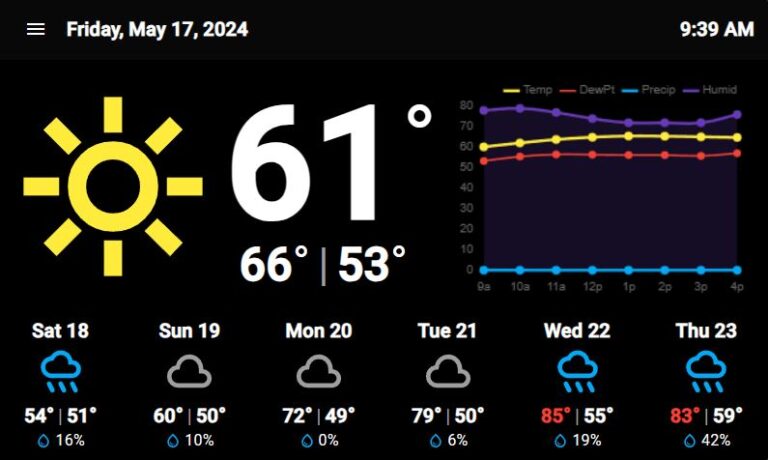 Friday, May 17, 2024 9:39 AM
61°
66° | 53°
Temp DewPt Precip Humid
80
70
60
50
40
30
20
10
0
9a 10a 11a 12p 1p 2p 3p 4p
Sat 18 Sun 19 Mon 20 Tue 21 Wed 22 Thu 23
54° | 51° 60° | 50° 72° | 49° 79° | 50° 85° | 55° 83° | 59°
16% 10% 0% 6% 19% 42%